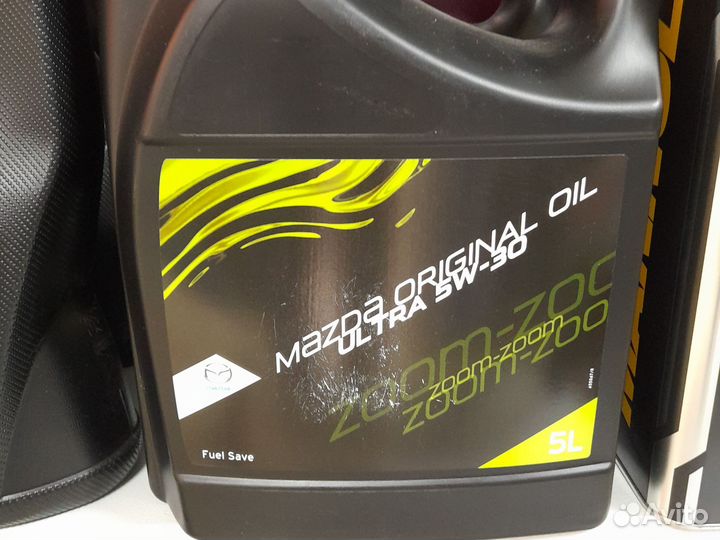 Mazda ORIGINAL OIL
ULTRA 5W-30
zoom-zoo
zoom-zoom
zoom-zoo
Fuel Save
5L
Avito